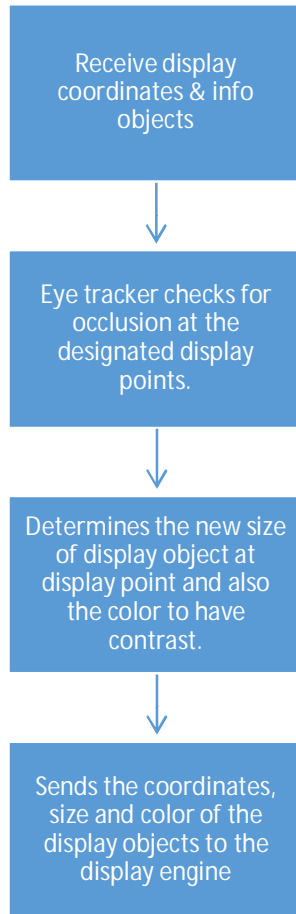 Receive display
coordinates & info
objects
Eye tracker checks for
occlusion at the
designated display
points.
Determines the new size
of display object at
display point and also
the color to have
contrast.
Sends the coordinates,
size and color of the
display objects to the
display engine